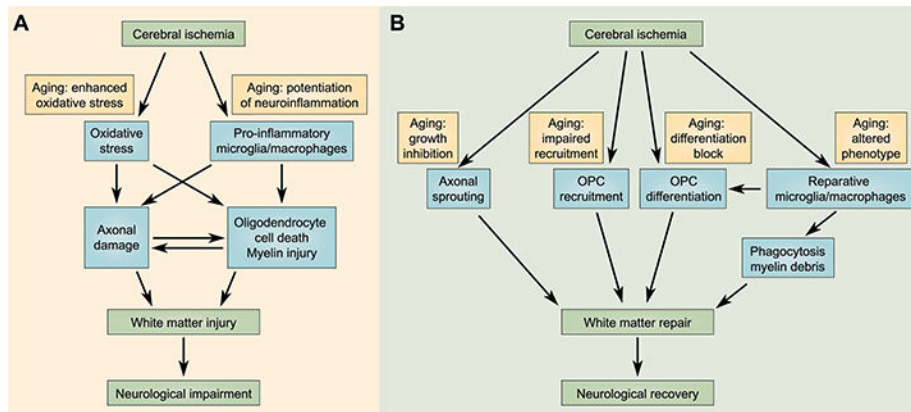 A
Cerebral ischemia
Aging: enhanced
oxidative stress
Aging: potentiation
of neuroinflammation
Oxidative
stress
Pro-inflammatory
microglia/macrophages
Axonal
damage
Oligodendrocyte
cell death
Myelin injury
White matter injury
Neurological impairment
B
Cerebral ischemia
Aging:
growth
inhibition
Aging:
impaired
recruitment
Aging:
differentiation
block
Aging:
altered
phenotype
Axonal
sprouting
OPC
recruitment
OPC
differentiation
Reparative
microglia/macrophages
Phagocytosis
myelin debris
White matter repair
Neurological recovery